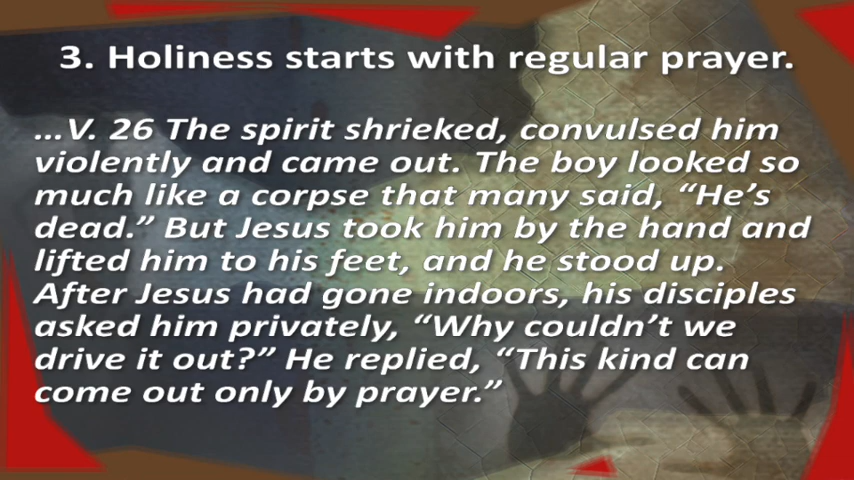 3. Holiness starts with regular prayer.
…V. 26 The spirit shrieked, convulsed him
violently and came out. The boy looked so
much like a corpse that many said, “He’s
dead.” But Jesus took him by the hand and
lifted him to his feet, and he stood up.
After Jesus had gone indoors, his disciples
asked him privately, “Why couldn’t we
drive it out?” He replied, “This kind can
come out only by prayer.”